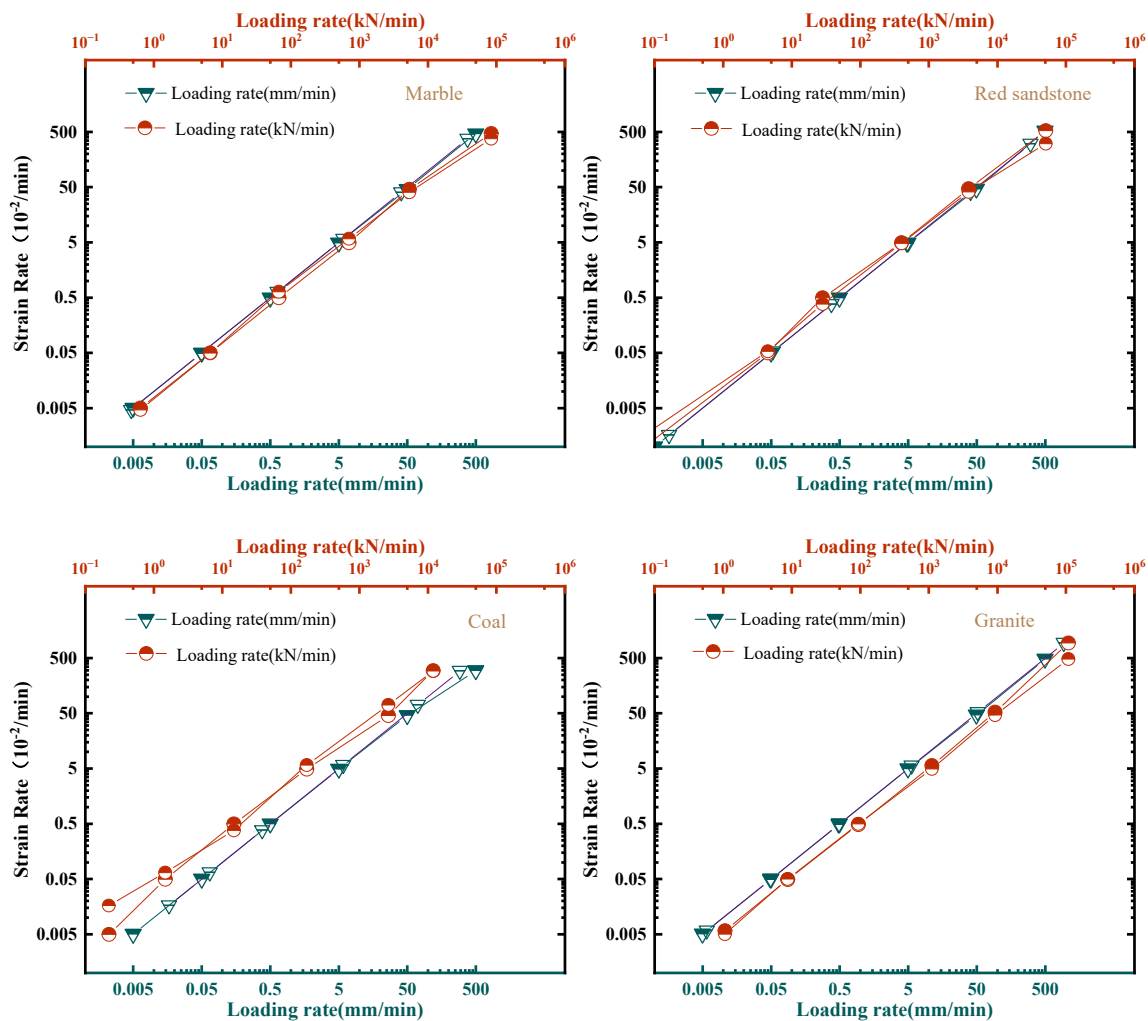 Loading rate(kN/min)
10⁻¹ 10⁰ 10¹ 10² 10³ 10⁴ 10⁵ 10⁶
Loading rate(mm/min) Marble
Loading rate(kN/min)
500
50
5
0.5
0.05
0.005
Strain Rate (10⁻²/min)
0.005 0.05 0.5 5 50 500
Loading rate(mm/min)
Loading rate(kN/min)
10⁻¹ 10⁰ 10¹ 10² 10³ 10⁴ 10⁵ 10⁶
Loading rate(mm/min) Red sandstone
Loading rate(kN/min)
500
50
5
0.5
0.05
0.005
Strain Rate (10⁻²/min)
0.005 0.05 0.5 5 50 500
Loading rate(mm/min)
Loading rate(kN/min)
10⁻¹ 10⁰ 10¹ 10² 10³ 10⁴ 10⁵ 10⁶
Loading rate(mm/min) Coal
Loading rate(kN/min)
500
50
5
0.5
0.05
0.005
Strain Rate (10⁻²/min)
0.005 0.05 0.5 5 50 500
Loading rate(mm/min)
Loading rate(kN/min)
10⁻¹ 10⁰ 10¹ 10² 10³ 10⁴ 10⁵ 10⁶
Loading rate(mm/min) Granite
Loading rate(kN/min)
500
50
5
0.5
0.05
0.005
Strain Rate (10⁻²/min)
0.005 0.05 0.5 5 50 500
Loading rate(mm/min)